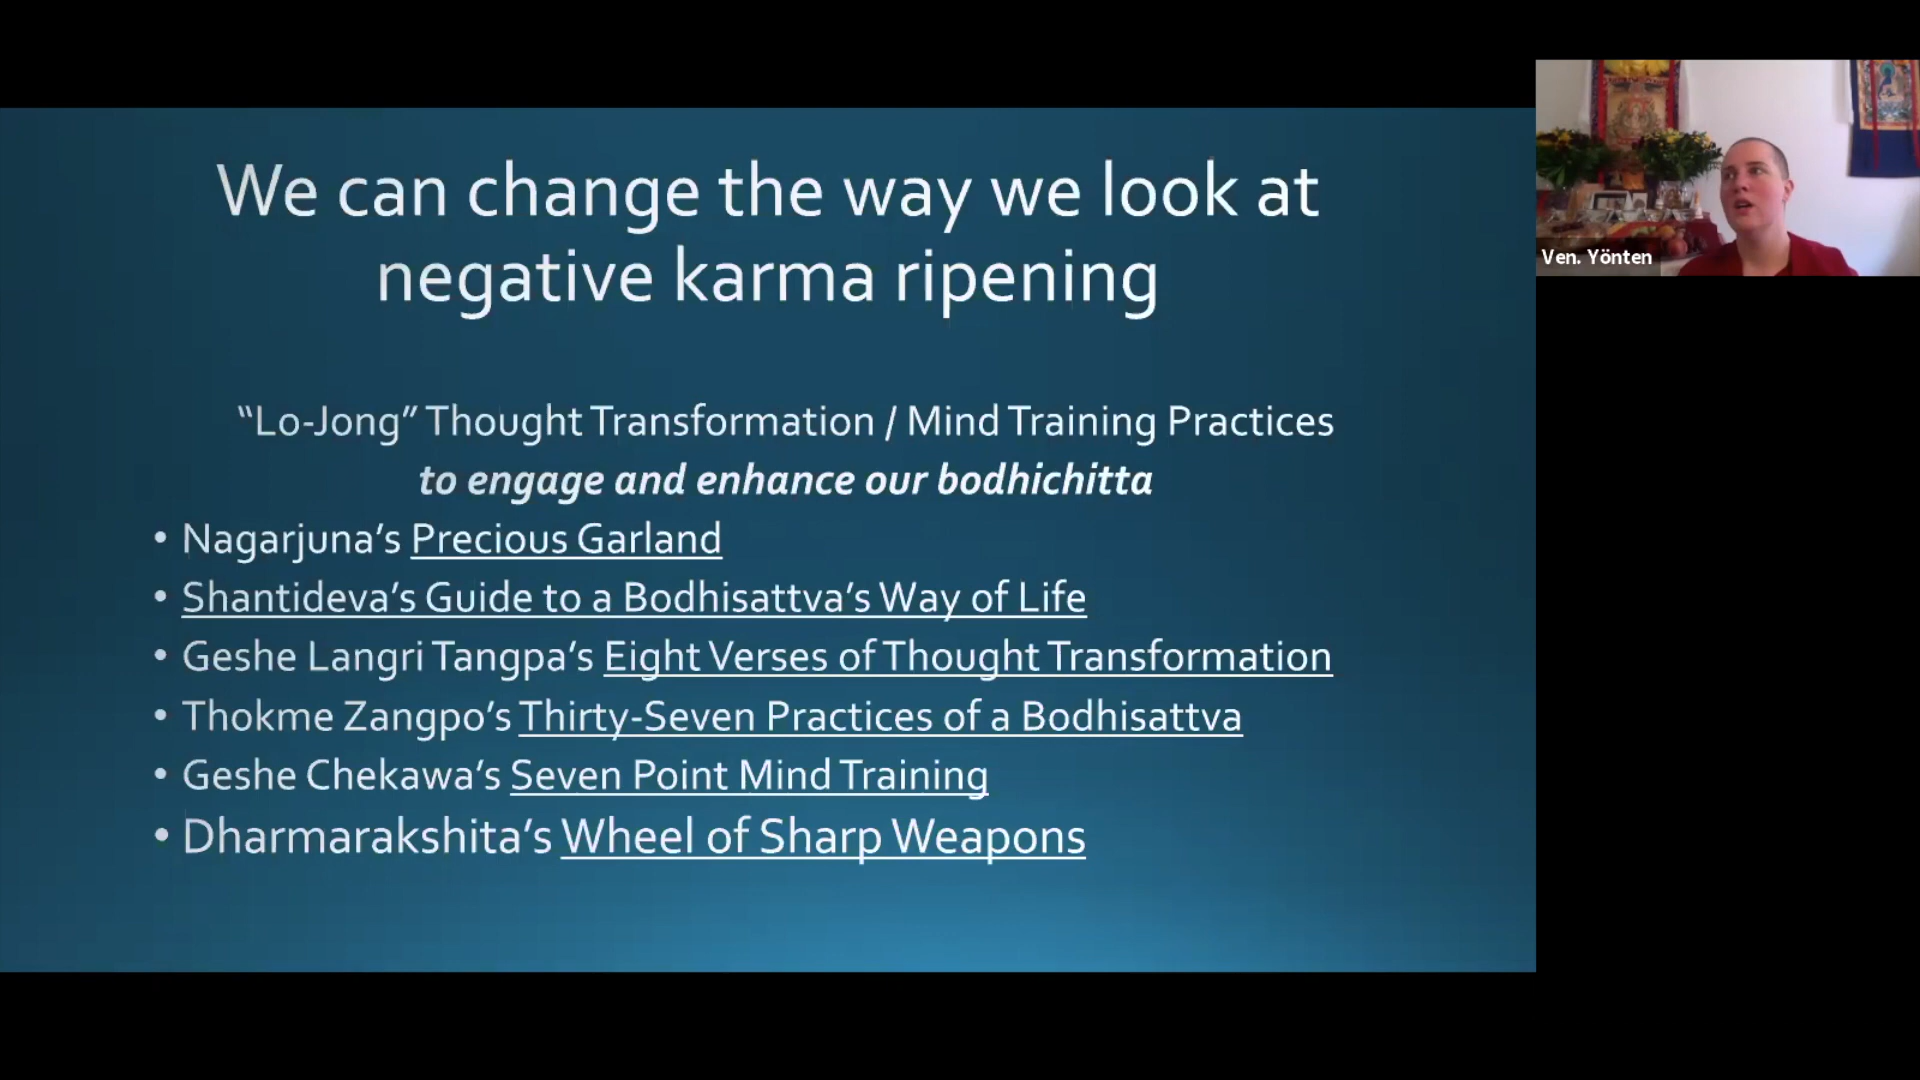 We can change the way we look at
negative karma ripening
“Lo-Jong” Thought Transformation / Mind Training Practices
to engage and enhance our bodhichitta
• Nagarjuna’s Precious Garland
• Shantideva’s Guide to a Bodhisattva’s Way of Life
• Geshe Langri Tangpa’s Eight Verses of Thought Transformation
• Thokme Zangpo’s Thirty-Seven Practices of a Bodhisattva
• Geshe Chekawa’s Seven Point Mind Training
• Dharmarakshita’s Wheel of Sharp Weapons
Ven. Yönten